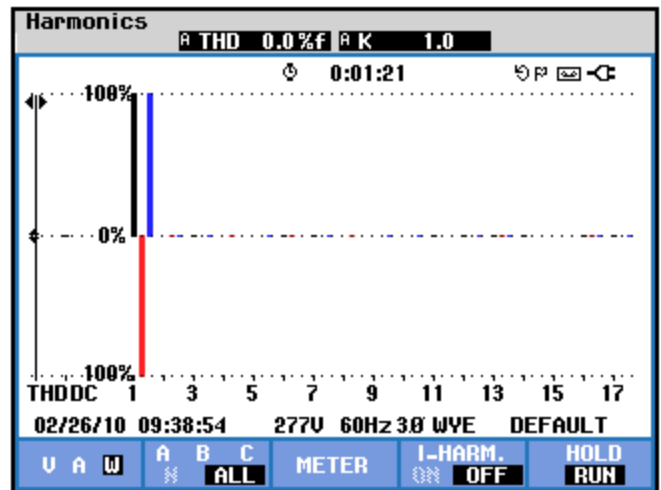 Harmonics
A THD 0.0%f A K 1.0
0:01:21
100%
0%
100%
THD DC 1 3 5 7 9 11 13 15 17
02/26/10 09:38:54 277V 60Hz 3Ø WYE DEFAULT
V A W A B C N ALL METER I-HARM. ON OFF HOLD RUN